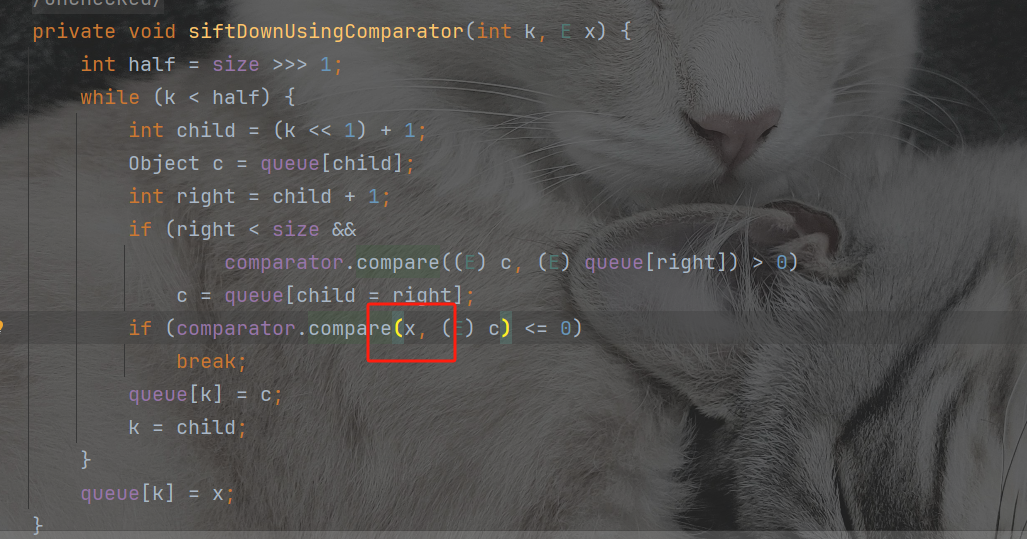 private void siftDownUsingComparator(int k, E x) {
int half = size >>> 1;
while (k < half) {
int child = (k << 1) + 1;
Object c = queue[child];
int right = child + 1;
if (right < size &&
comparator.compare((E) c, (E) queue[right]) > 0)
c = queue[child = right];
if (comparator.compare(x, (E) c) <= 0)
break;
queue[k] = c;
k = child;
}
queue[k] = x;
}